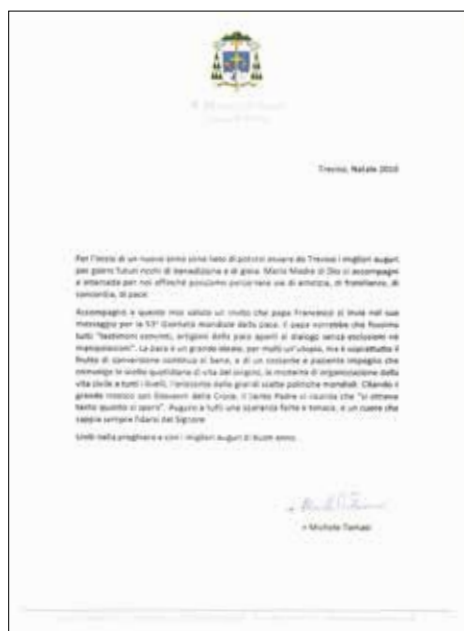 Treviso, Natale 2019
Per l'inizio di un nuovo anno sono lieto di potervi inviare da Treviso i migliori auguri
per giorni futuri ricchi di benedizione e di gioia. Maria Madre di Dio ci accompagni
e interceda per noi affinché possiamo percorrere vie di amicizia, di fratellanza, di
concordia, di pace.
Accompagno a questo mio saluto un invito che papa Francesco ci invia nel suo
messaggio per la 53ª Giornata mondiale della pace. Il papa vorrebbe che fossimo
tutti "testimoni convinti, artigiani della pace aperti al dialogo senza esclusioni né
manipolazioni". La pace è un grande ideale, per molti un'utopia, ma è soprattutto il
frutto di conversione continua al bene, e di un costante e paziente impegno che
coinvolge le scelte quotidiane di vita dei singoli, le modalità di organizzazione della
vita civile a tutti i livelli, l'orizzonte delle grandi scelte politiche mondiali. Citando il
grande mistico san Giovanni della Croce, il Santo Padre ci ricorda che "si ottiene
tanto quanto si spera". Auguro a tutti una speranza forte e tenace, e un cuore che
sappia sempre fidarsi del Signore.
Uniti nella preghiera e con i migliori auguri di buon anno.
+ Michele Tomasi